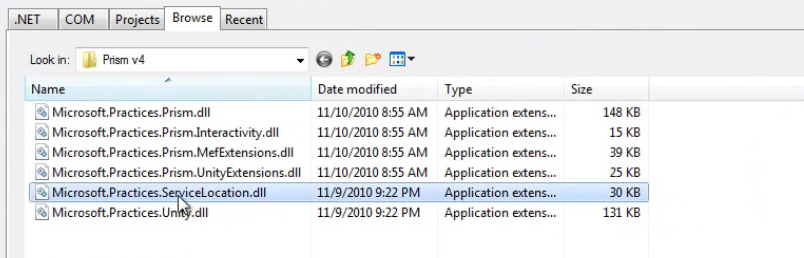 .NET COM Projects Browse Recent
Look in: Prism v4
Name Date modified Type Size
Microsoft.Practices.Prism.dll 11/10/2010 8:55 AM Application extens... 148 KB
Microsoft.Practices.Prism.Interactivity.dll 11/10/2010 8:55 AM Application extens... 15 KB
Microsoft.Practices.Prism.MefExtensions.dll 11/10/2010 8:55 AM Application extens... 39 KB
Microsoft.Practices.Prism.UnityExtensions.dll 11/10/2010 8:55 AM Application extens... 25 KB
Microsoft.Practices.ServiceLocation.dll 11/9/2010 9:22 PM Application extens... 30 KB
Microsoft.Practices.Unity.dll 11/9/2010 9:22 PM Application extens... 131 KB